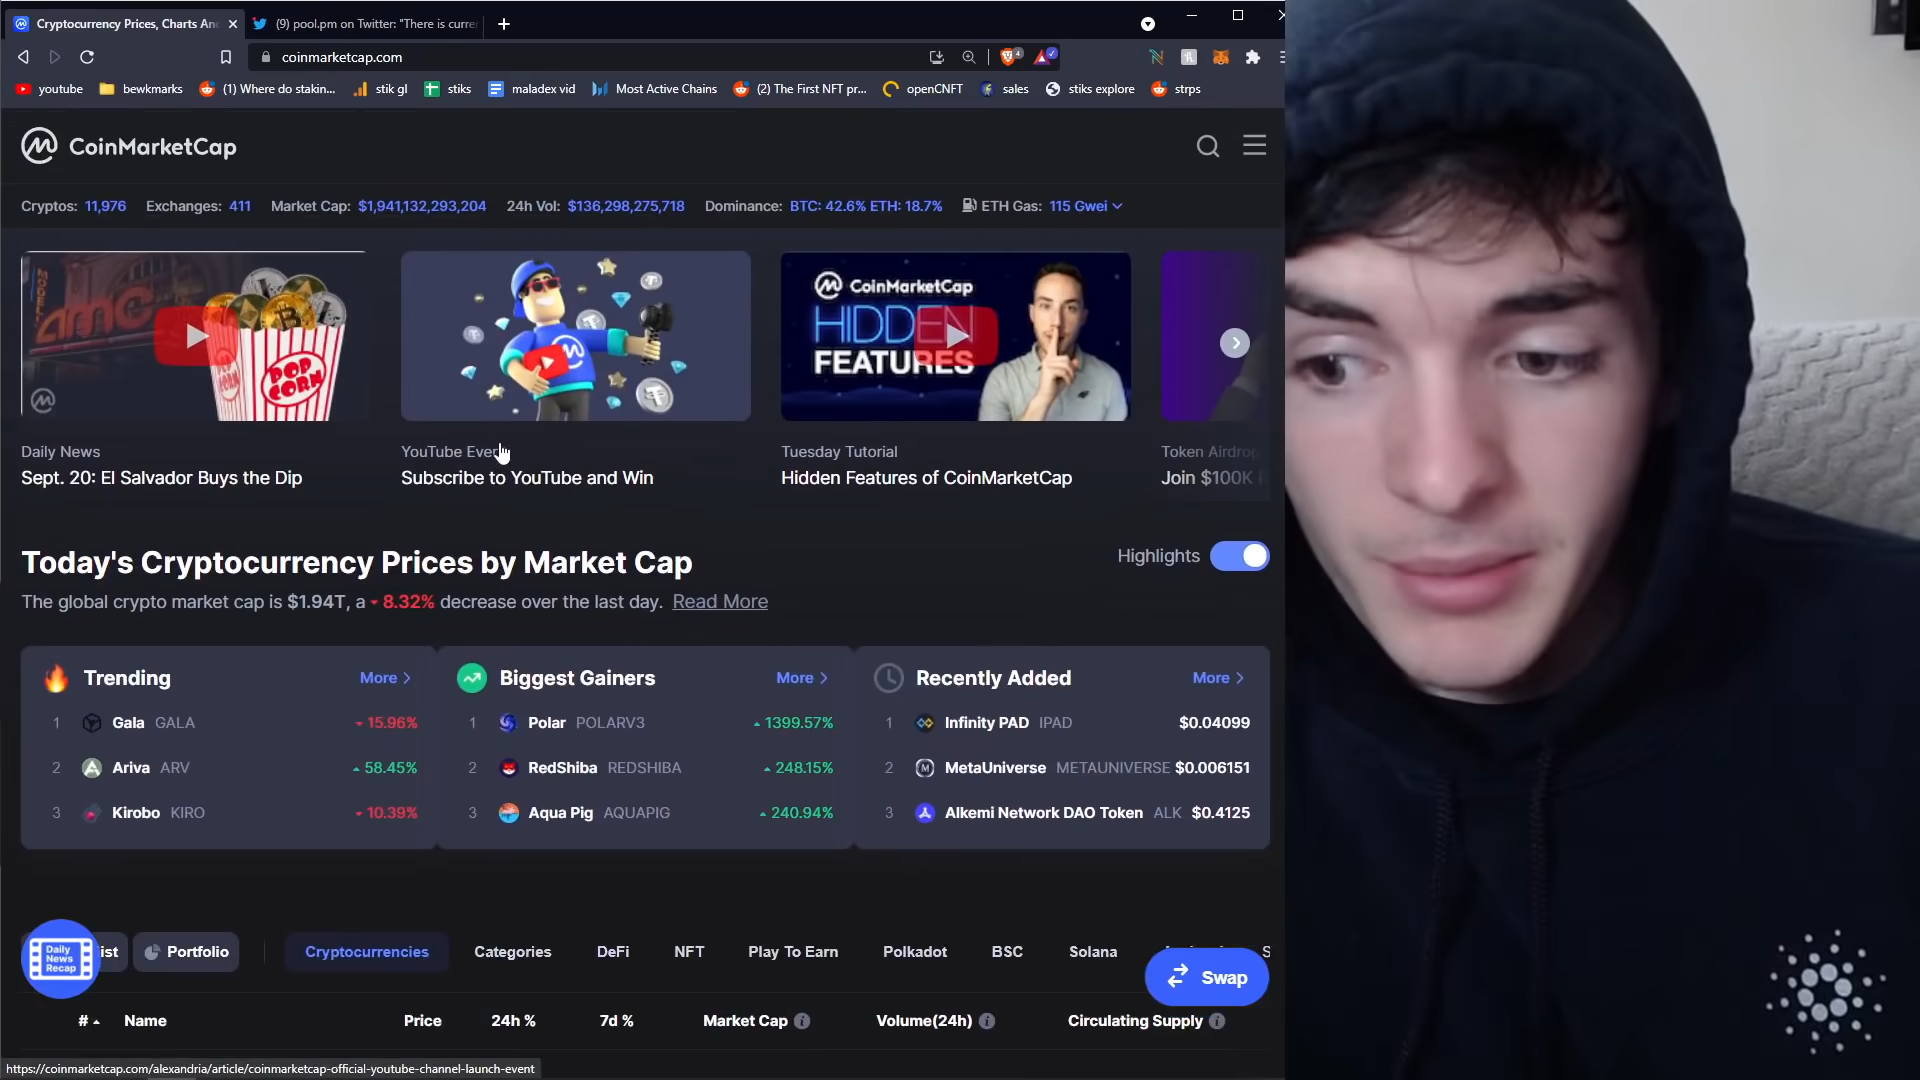 Cryptocurrency Prices, Charts An
(9) pool.pm on Twitter: "There is curre
coinmarketcap.com
youtube
bewkmarks
(1) Where do stakin...
stik gl
stiks
maladex vid
Most Active Chains
(2) The First NFT pr...
openCNFT
sales
stiks explore
strps
CoinMarketCap
Cryptos: 11,976 Exchanges: 411 Market Cap: $1,941,132,293,204 24h Vol: $136,298,275,718 Dominance: BTC: 42.6% ETH: 18.7% ETH Gas: 115 Gwei
amc
POP CORN
CoinMarketCap
HIDDEN
FEATURES
Daily News
Sept. 20: El Salvador Buys the Dip
YouTube Even
Subscribe to YouTube and Win
Tuesday Tutorial
Hidden Features of CoinMarketCap
Token Airdrop
Join $100K
Today's Cryptocurrency Prices by Market Cap
Highlights
The global crypto market cap is $1.94T, a 8.32% decrease over the last day. Read More
Trending More
1 Gala GALA 15.96%
2 Ariva ARV 58.45%
3 Kirobo KIRO 10.39%
Biggest Gainers More
1 Polar POLARV3 1399.57%
2 RedShiba REDSHIBA 248.15%
3 Aqua Pig AQUAPIG 240.94%
Recently Added More
1 Infinity PAD IPAD $0.04099
2 MetaUniverse METAUNIVERSE $0.006151
3 Alkemi Network DAO Token ALK $0.4125
Daily
News
Recap
ist
Portfolio
Cryptocurrencies
Categories
DeFi
NFT
Play To Earn
Polkadot
BSC
Solana
S
Swap
# Name Price 24h % 7d % Market Cap Volume(24h) Circulating Supply
https://coinmarketcap.com/alexandria/article/coinmarketcap-official-youtube-channel-launch-event